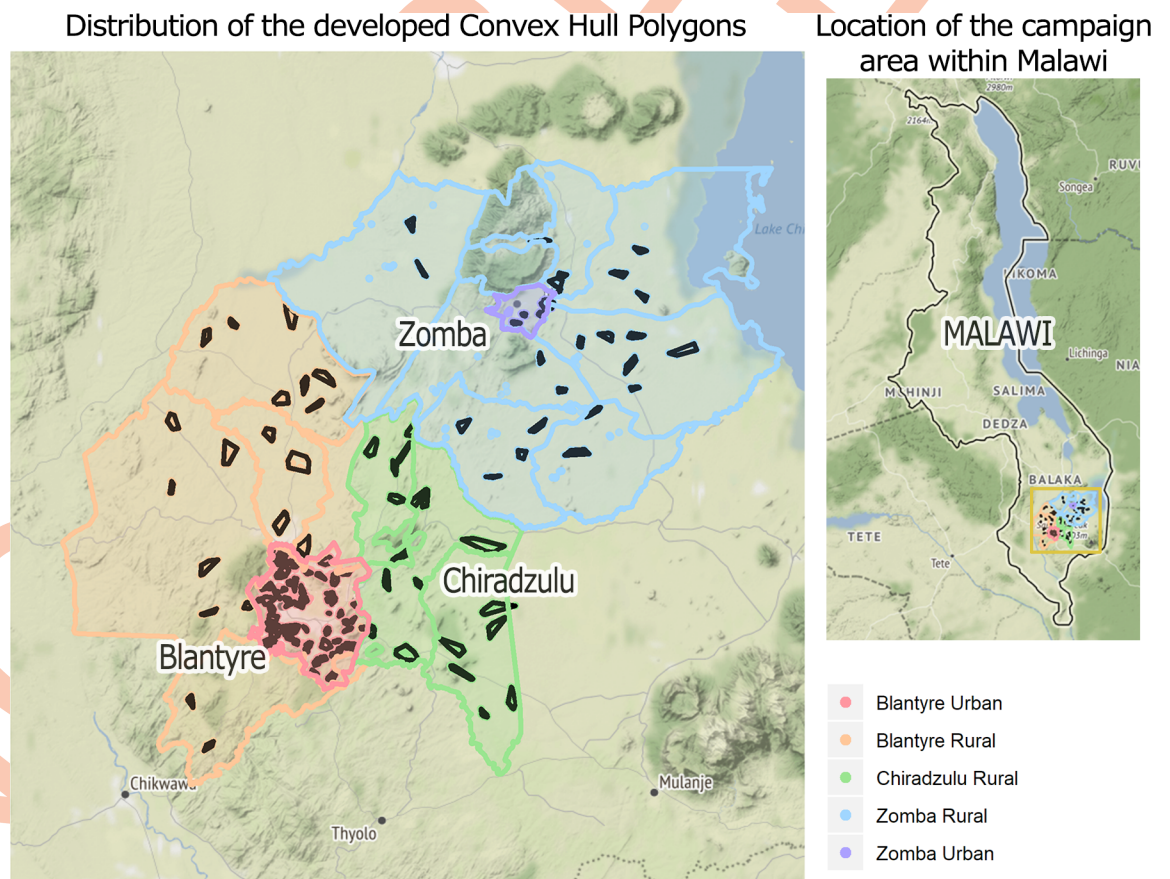 Distribution of the developed Convex Hull Polygons
Location of the campaign
area within Malawi
Lake Ch
Zomba
Chiradzulu
Blantyre
Chikwawa
Thyolo
Mulanje
2980m
2164m
RUVU
Songea
LIKOMA
MALAWI
Lichinga
NIA
MCHINJI
SALIMA
DEDZA
BALAKA
TETE
Tete
Blantyre Urban
Blantyre Rural
Chiradzulu Rural
Zomba Rural
Zomba Urban